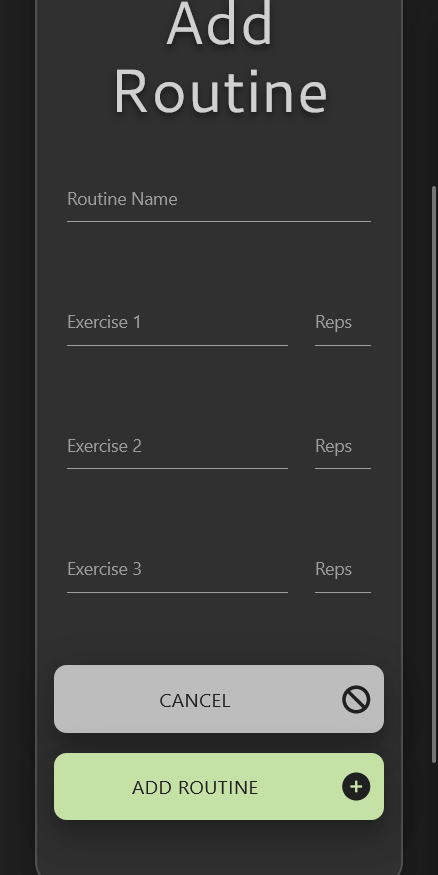 Add
Routine
Routine Name
Exercise 1 Reps
Exercise 2 Reps
Exercise 3 Reps
CANCEL
ADD ROUTINE